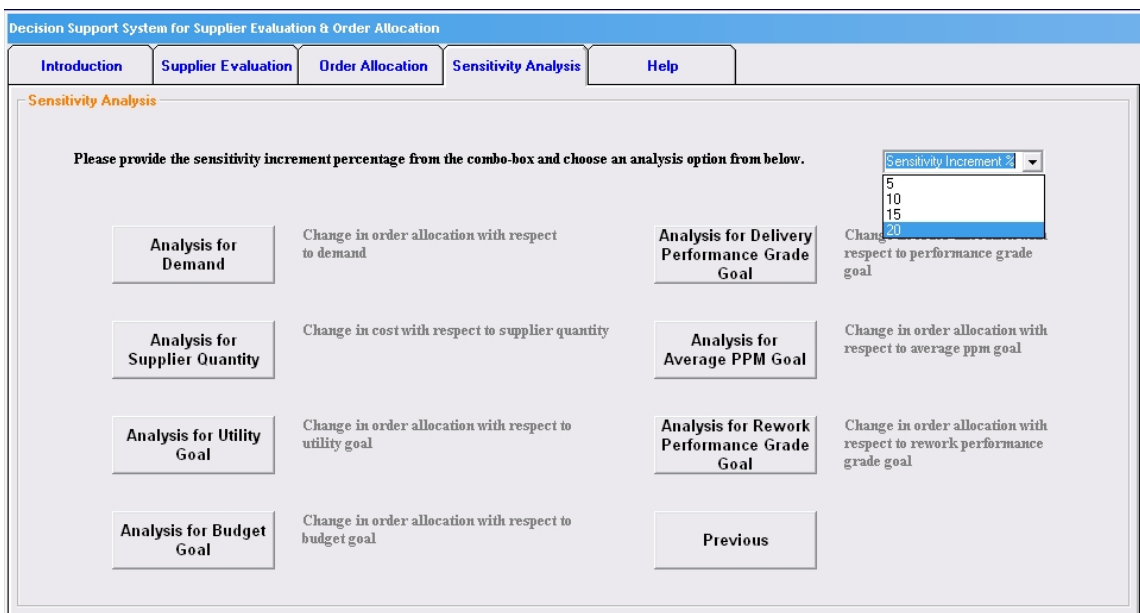 Decision Support System for Supplier Evaluation & Order Allocation
Introduction
Supplier Evaluation
Order Allocation
Sensitivity Analysis
Help
Sensitivity Analysis
Please provide the sensitivity increment percentage from the combo-box and choose an analysis option from below.
Sensitivity Increment %
5
10
15
20
Analysis for
Demand
Change in order allocation with respect
to demand
Analysis for Delivery
Performance Grade
Goal
respect to performance grade
goal
Analysis for
Supplier Quantity
Change in cost with respect to supplier quantity
Analysis for
Average PPM Goal
Change in order allocation with
respect to average ppm goal
Analysis for Utility
Goal
Change in order allocation with respect to
utility goal
Analysis for Rework
Performance Grade
Goal
Change in order allocation with
respect to rework performance
grade goal
Analysis for Budget
Goal
Change in order allocation with respect to
budget goal
Previous